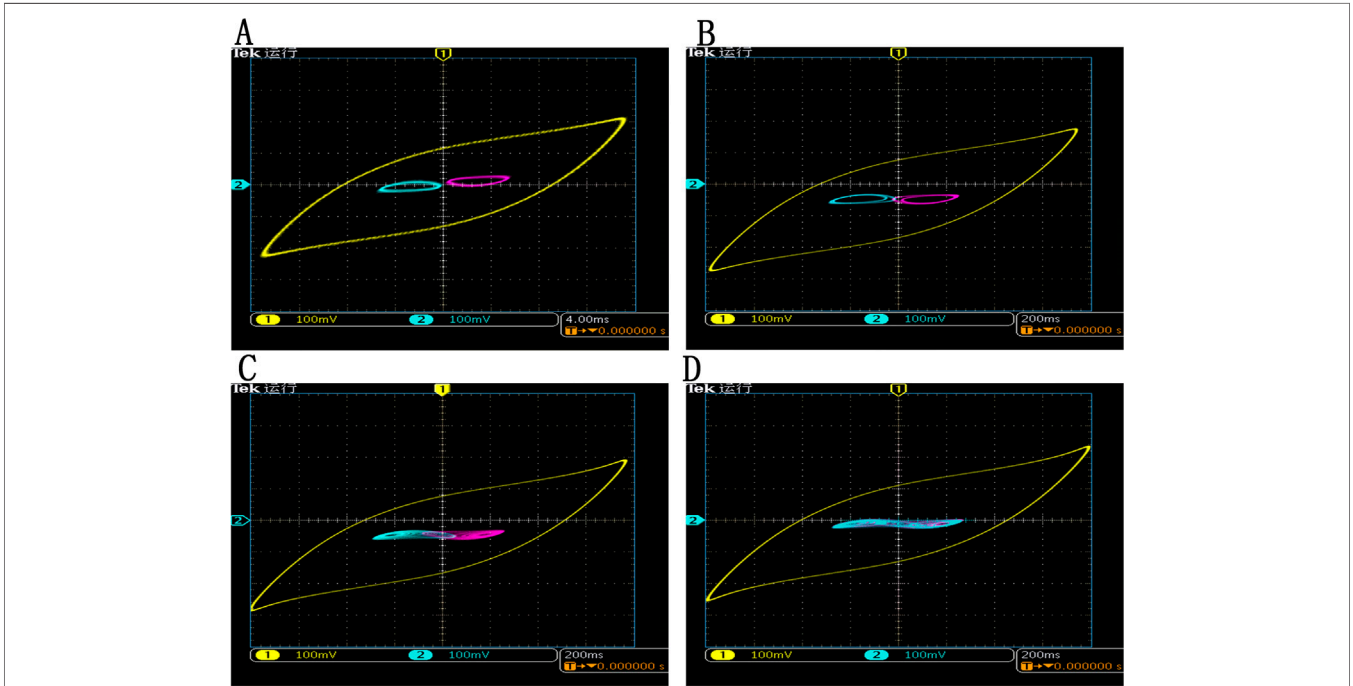 A
Tek 运行
1
2
1 100mV 2 100mV 4.00ms
T→▼0.000000 s
B
Tek 运行
1
2
1 100mV 2 100mV 200ms
T→▼0.000000 s
C
Tek 运行
1
2
1 100mV 2 100mV 200ms
T→▼0.000000 s
D
Tek 运行
1
2
1 100mV 2 100mV 200ms
T→▼0.000000 s